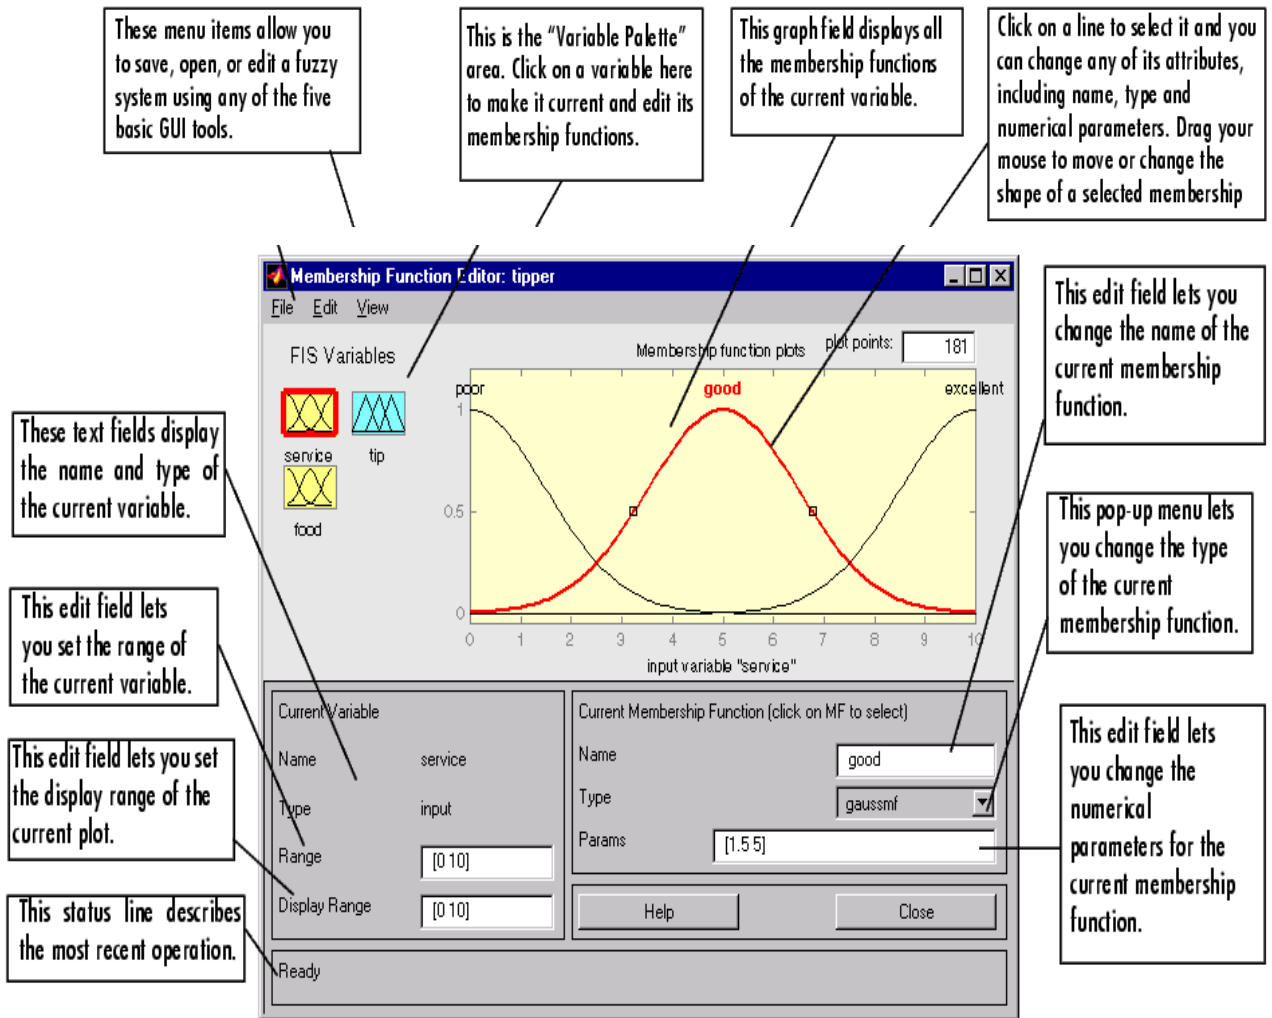 These menu items allow you
to save, open, or edit a fuzzy
system using any of the five
basic GUI tools.
This is the “Variable Palette”
area. Click on a variable here
to make it current and edit its
membership functions.
This graph field displays all
the membership functions
of the current variable.
Click on a line to select it and you
can change any of its attributes,
including name, type and
numerical parameters. Drag your
mouse to move or change the
shape of a selected membership
Membership Function Editor: tipper
File Edit View
FIS Variables
service
tip
food
Membership function plots
plot points:
181
poor
good
excellent
1
0.5
0
0 1 2 3 4 5 6 7 8 9 10
input variable "service"
Current Variable
Name service
Type input
Range [0 10]
Display Range [0 10]
Current Membership Function (click on MF to select)
Name good
Type gaussmf
Params [1.5 5]
Help
Close
Ready
These text fields display
the name and type of
the current variable.
This edit field lets
you set the range of
the current variable.
This edit field lets you set
the display range of the
current plot.
This status line describes
the most recent operation.
This edit field lets you
change the name of the
current membership
function.
This pop-up menu lets
you change the type
of the current
membership function.
This edit field lets
you change the
numerical
parameters for the
current membership
function.